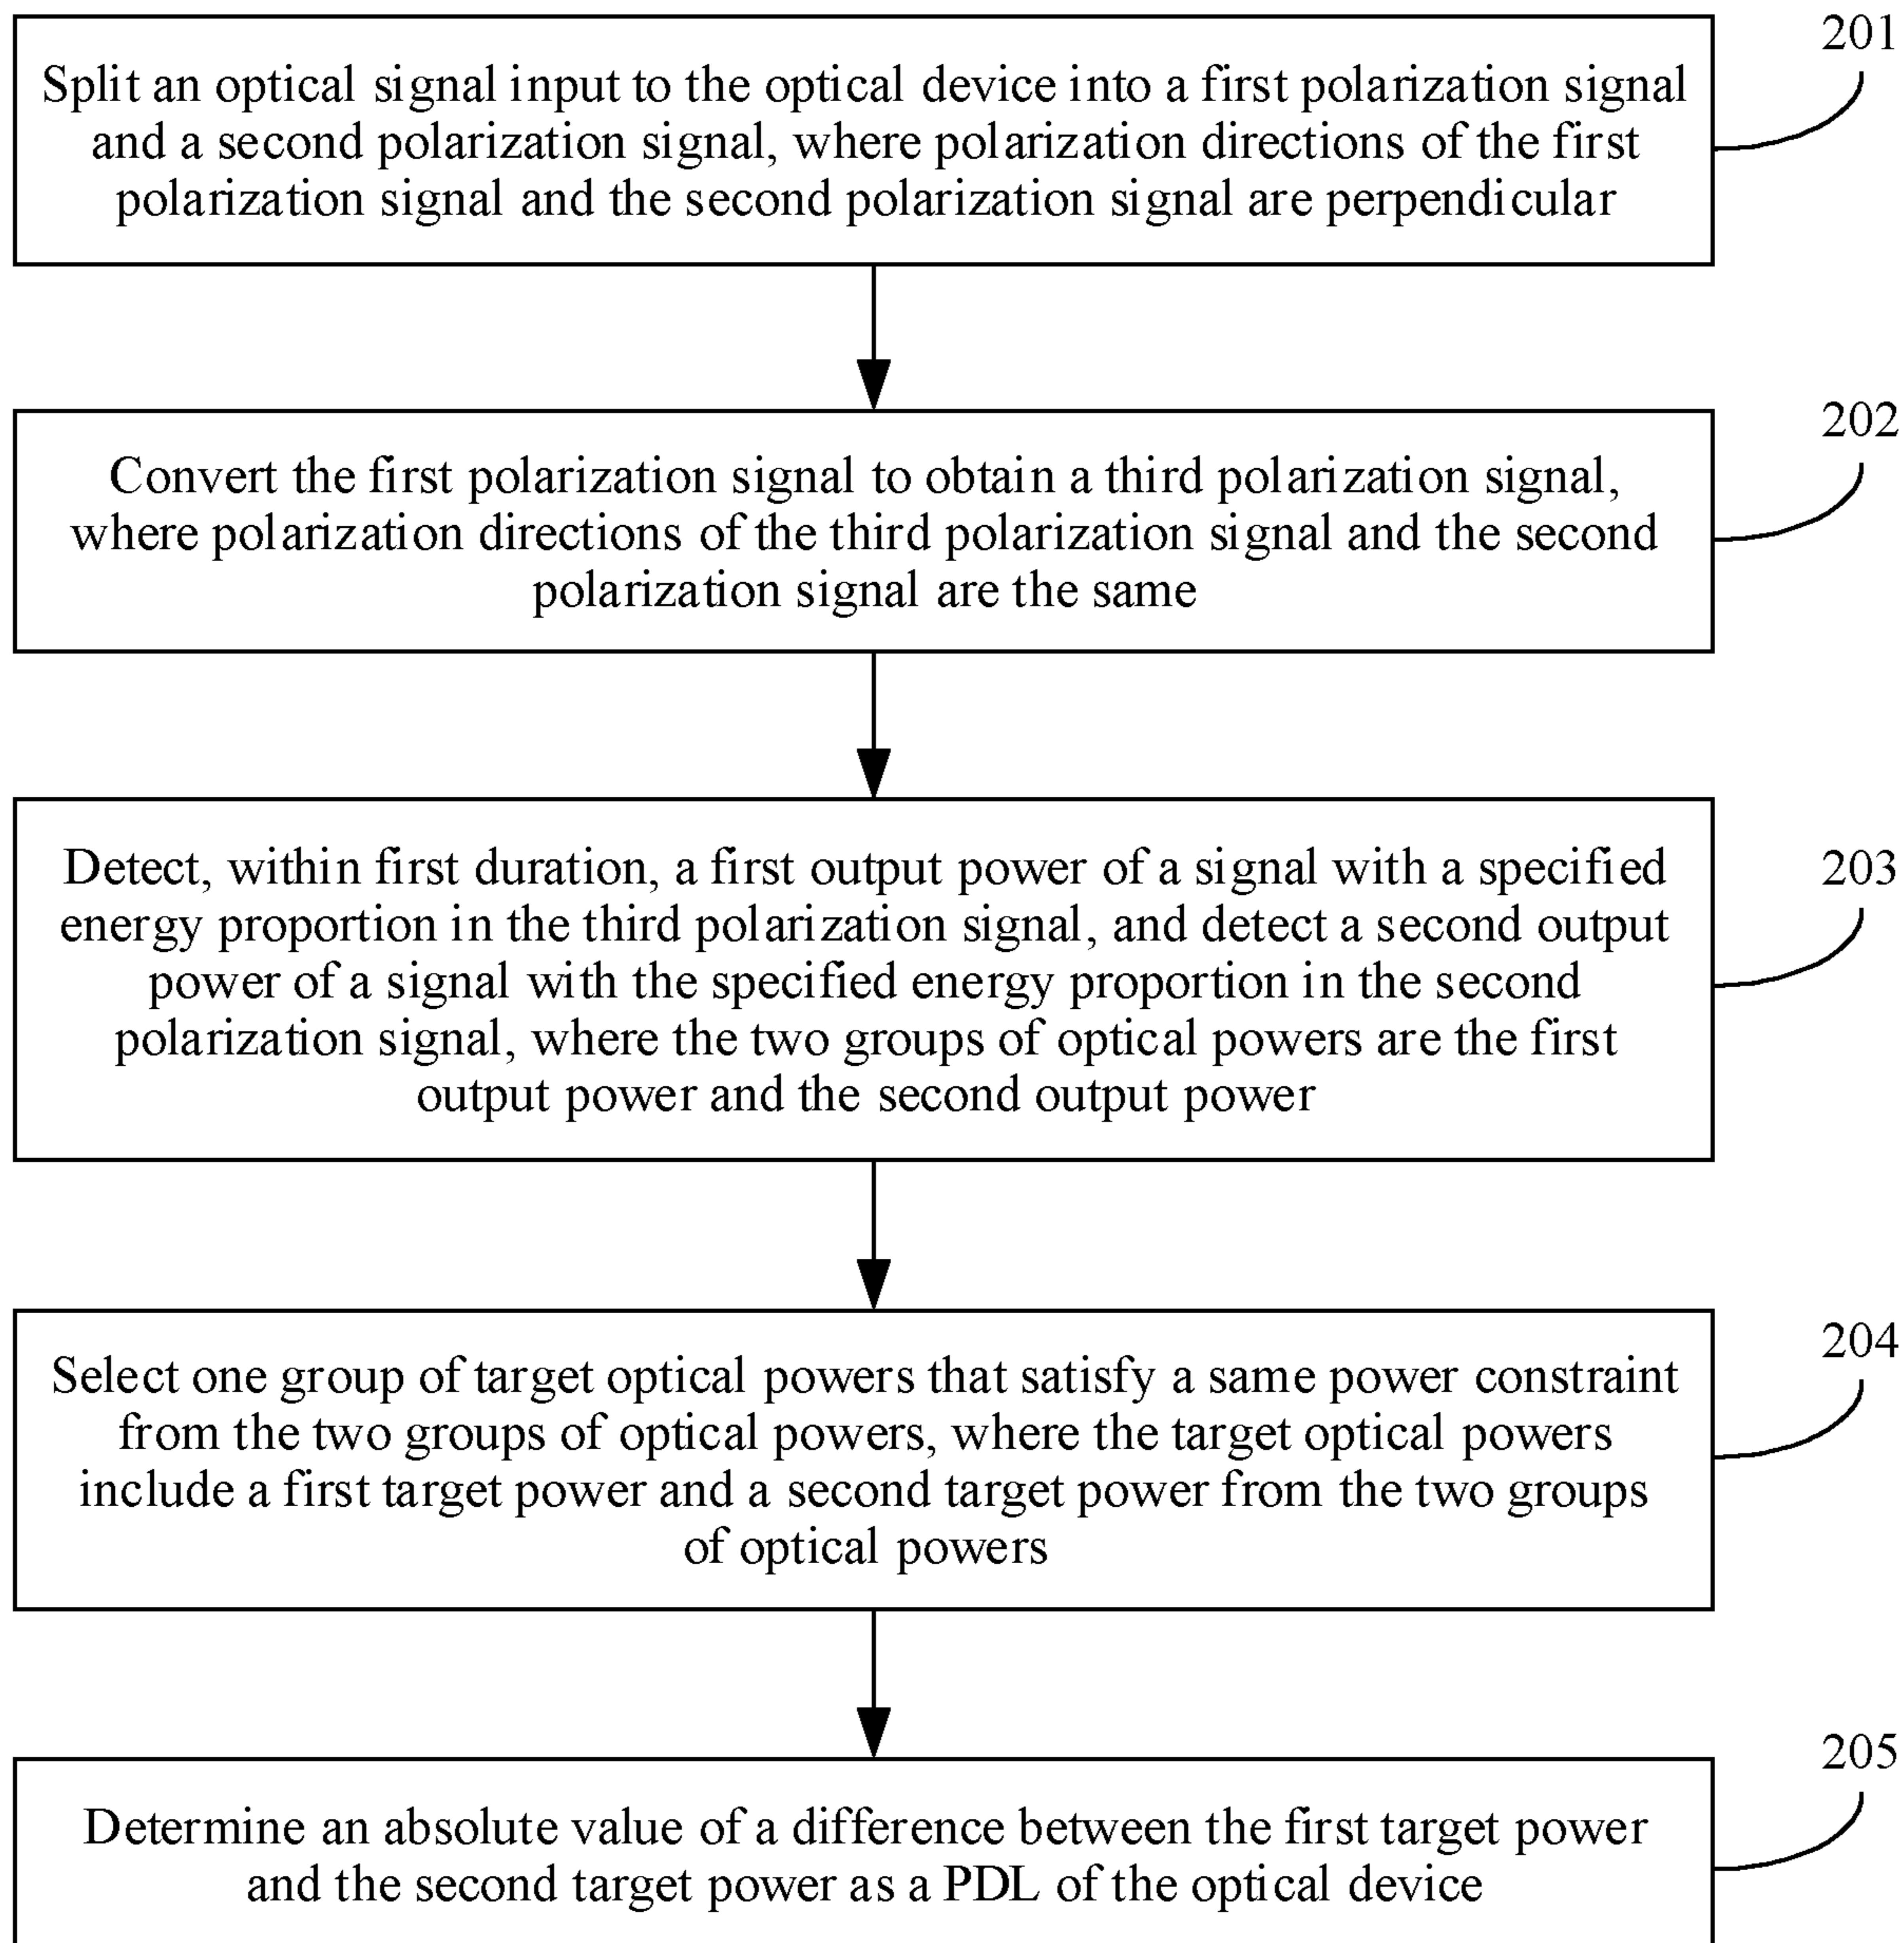 201
Split an optical signal input to the optical device into a first polarization signal
and a second polarization signal, where polarization directions of the first
polarization signal and the second polarization signal are perpendicular
202
Convert the first polarization signal to obtain a third polarization signal,
where polarization directions of the third polarization signal and the second
polarization signal are the same
203
Detect, within first duration, a first output power of a signal with a specified
energy proportion in the third polarization signal, and detect a second output
power of a signal with the specified energy proportion in the second
polarization signal, where the two groups of optical powers are the first
output power and the second output power
204
Select one group of target optical powers that satisfy a same power constraint
from the two groups of optical powers, where the target optical powers
include a first target power and a second target power from the two groups
of optical powers
205
Determine an absolute value of a difference between the first target power
and the second target power as a PDL of the optical device